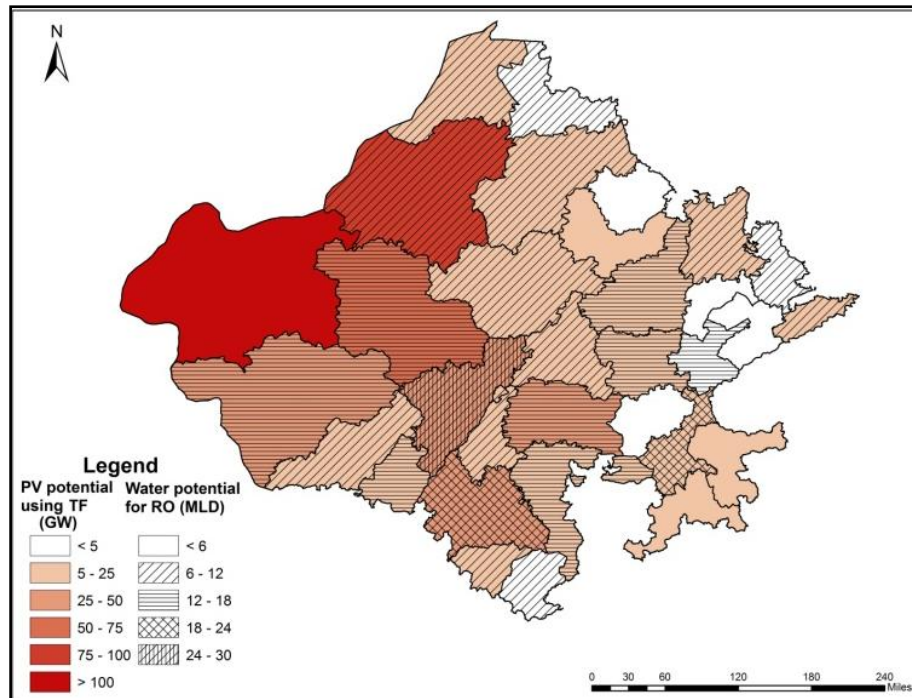 N
Legend
PV potential
using TF
(GW)
Water potential
for RO (MLD)
< 5
< 6
5 - 25
6 - 12
25 - 50
12 - 18
50 - 75
18 - 24
75 - 100
24 - 30
> 100
0 30 60 120 180 240
Miles